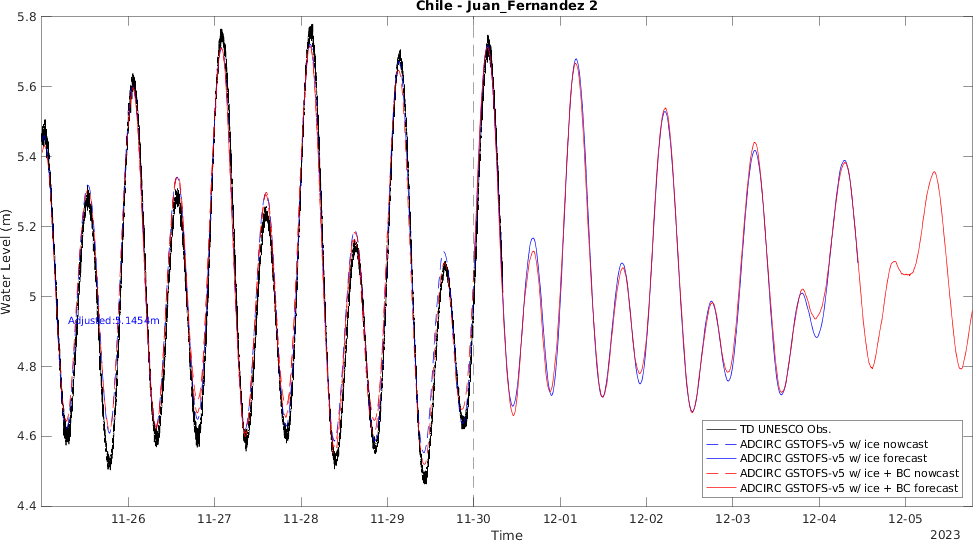 Chile - Juan_Fernandez 2
5.8
5.6
5.4
5.2
5
4.8
4.6
4.4
Water Level (m)
Adjusted:5.1454m
TD UNESCO Obs.
ADCIRC GSTOFS-v5 w/ ice nowcast
ADCIRC GSTOFS-v5 w/ ice forecast
ADCIRC GSTOFS-v5 w/ ice + BC nowcast
ADCIRC GSTOFS-v5 w/ ice + BC forecast
11-26 11-27 11-28 11-29 11-30 12-01 12-02 12-03 12-04 12-05
Time
2023